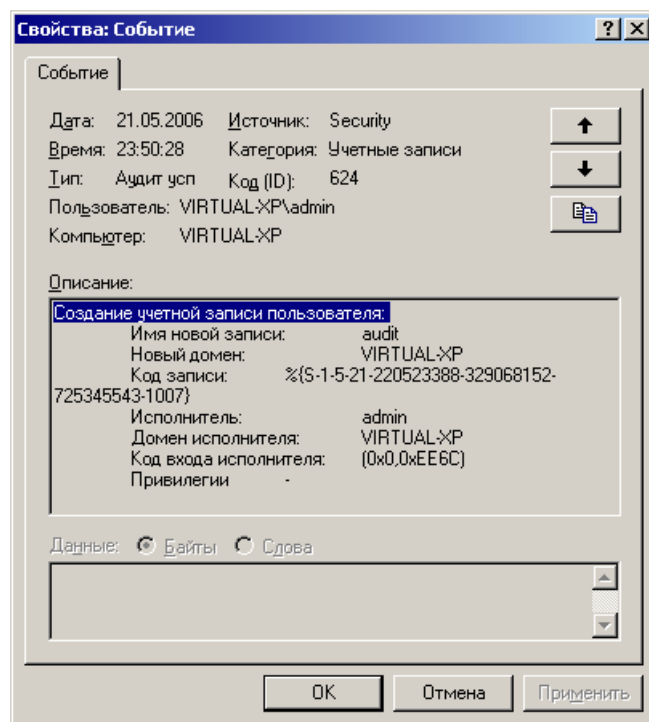 Свойства: Событие
Событие
Дата: 21.05.2006 Источник: Security
Время: 23:50:28 Категория: Учетные записи
Тип: Аудит усп Код (ID): 624
Пользователь: VIRTUAL-XP\admin
Компьютер: VIRTUAL-XP
Описание:
Создание учетной записи пользователя:
Имя новой записи: audit
Новый домен: VIRTUAL-XP
Код записи: %{S-1-5-21-220523388-329068152-
725345543-1007}
Исполнитель: admin
Домен исполнителя: VIRTUAL-XP
Код входа исполнителя: (0x0,0xEE6C)
Привилегии -
Данные: Байты Слова
OK Отмена Применить